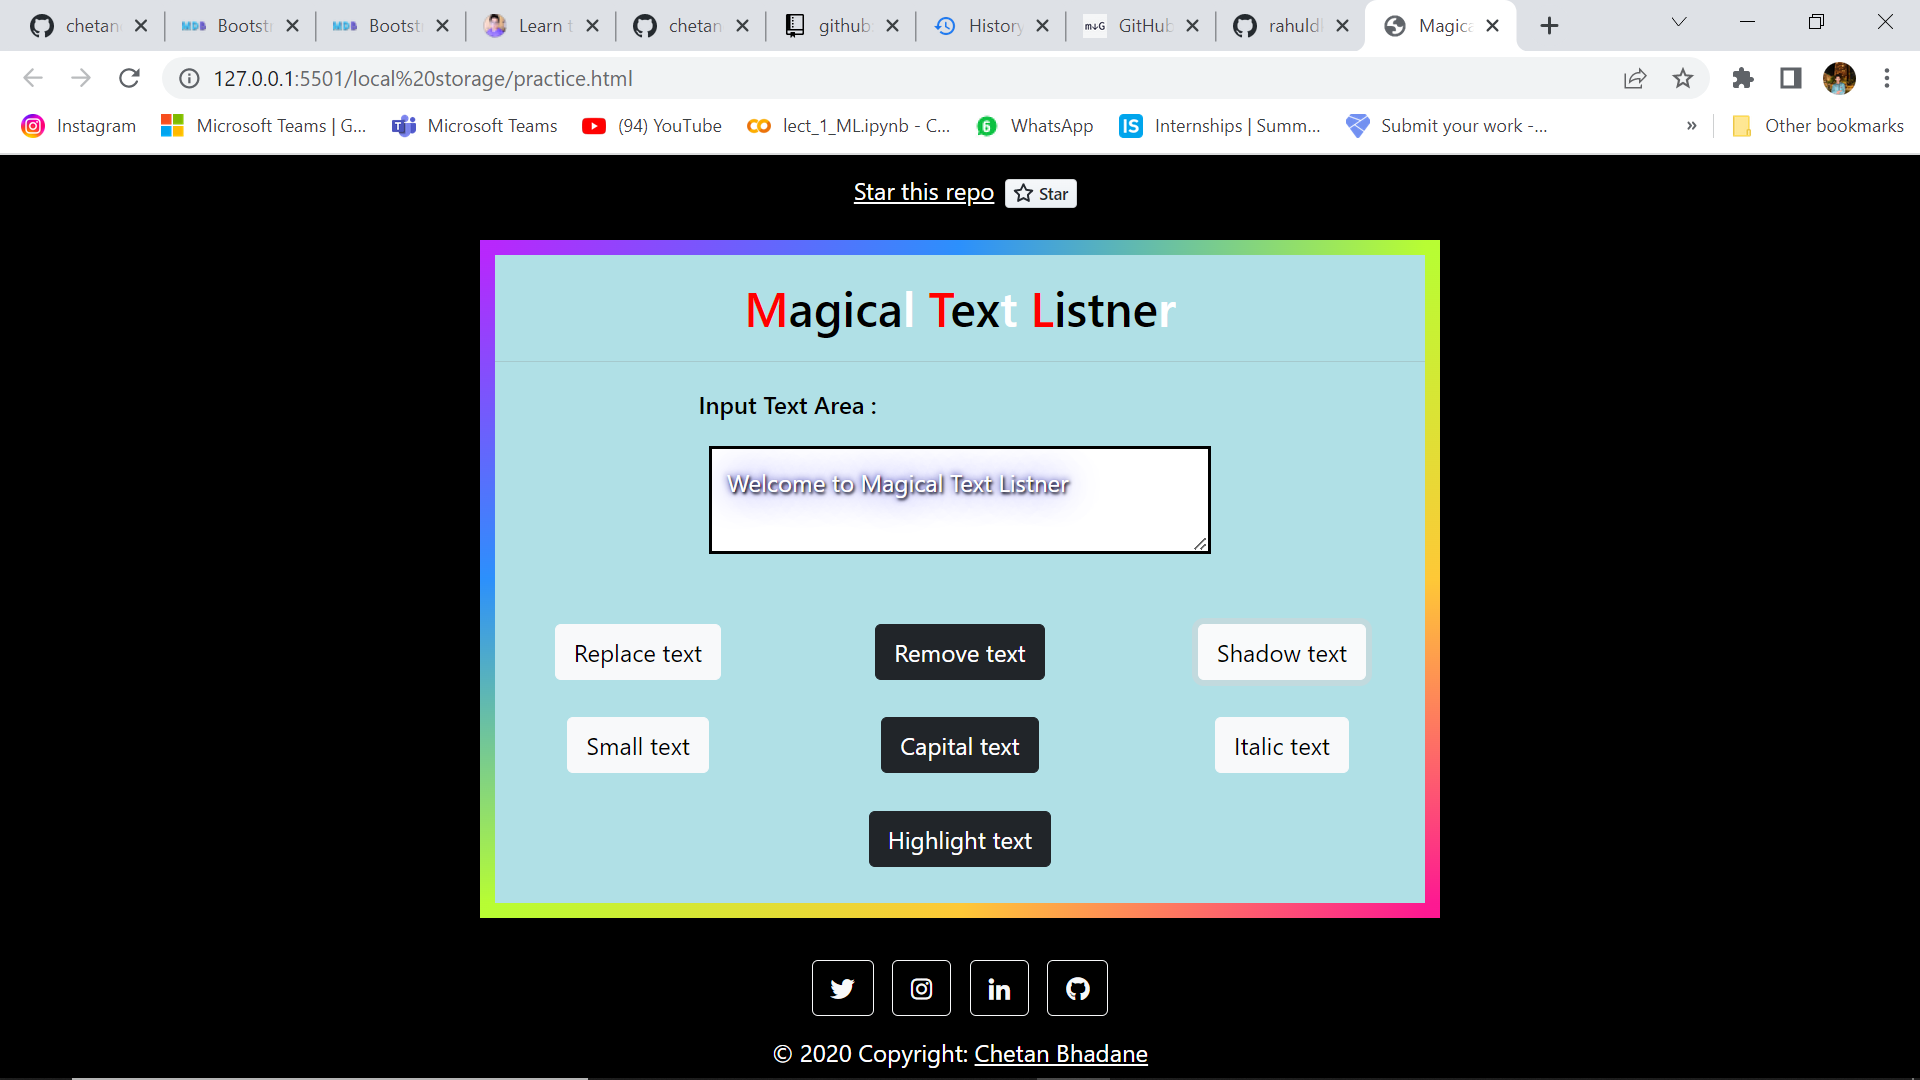 chetan Bootst Bootst Learn t chetan github: History GitHub rahuld Magica
127.0.0.1:5501/local%20storage/practice.html
Instagram Microsoft Teams | G... Microsoft Teams (94) YouTube lect_1_ML.ipynb - C... WhatsApp Internships | Summ... Submit your work -... » Other bookmarks
Star this repo Star
Magical Text Listner
Input Text Area :
Welcome to Magical Text Listner
Replace text Remove text Shadow text
Small text Capital text Italic text
Highlight text
© 2020 Copyright: Chetan Bhadane